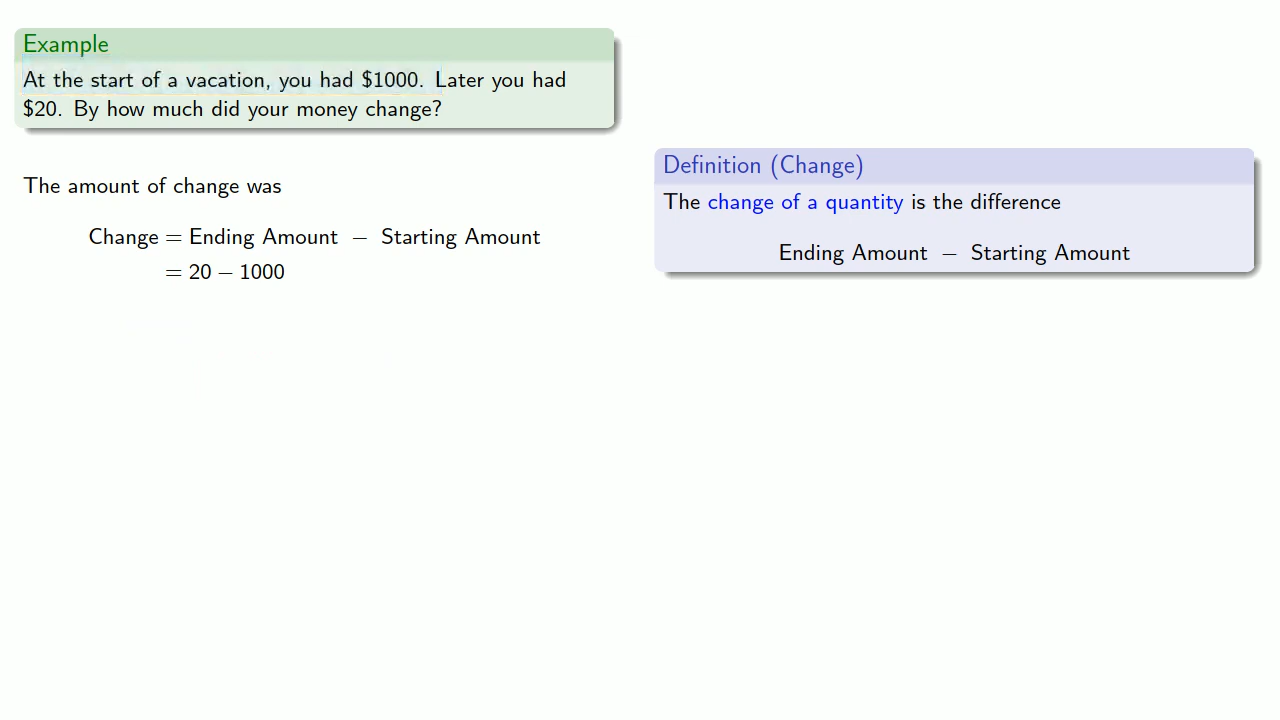 Example
At the start of a vacation, you had $1000. Later you had
$20. By how much did your money change?
The amount of change was
Change = Ending Amount − Starting Amount
= 20 − 1000
Definition (Change)
The change of a quantity is the difference
Ending Amount − Starting Amount